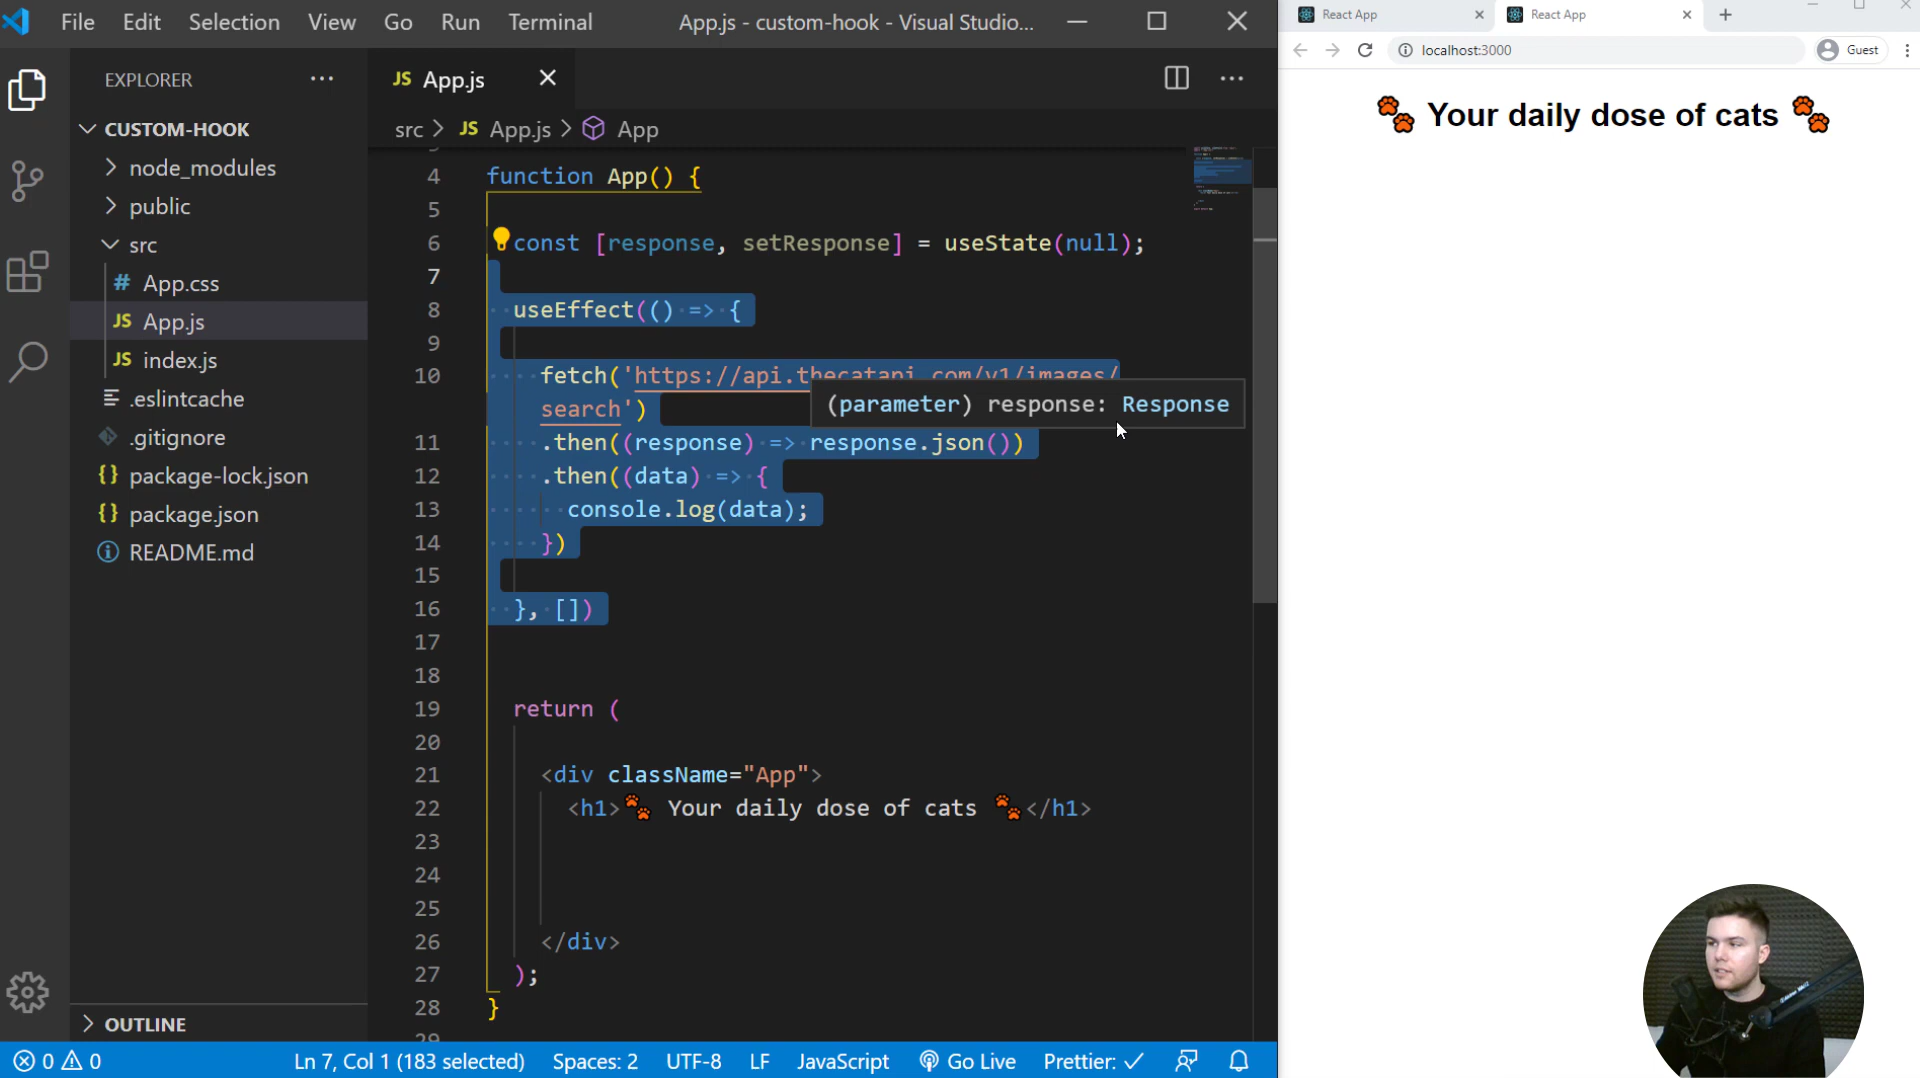 File Edit Selection View Go Run Terminal App.js - custom-hook - Visual Studio...
EXPLORER
CUSTOM-HOOK
node_modules
public
src
# App.css
JS App.js
JS index.js
.eslintcache
.gitignore
{} package-lock.json
{} package.json
README.md
OUTLINE
JS App.js
src > JS App.js > App
4 function App() {
5
6 const [response, setResponse] = useState(null);
7
8 useEffect(() => {
9
10 fetch('https://api.thecatapi.com/v1/images/
search')
(parameter) response: Response
11 .then((response) => response.json())
12 .then((data) => {
13 console.log(data);
14 })
15
16 }, [])
17
18
19 return (
20
21 <div className="App">
22 <h1>🐾 Your daily dose of cats 🐾</h1>
23
24
25
26 </div>
27 );
28 }
0 0 Ln 7, Col 1 (183 selected) Spaces: 2 UTF-8 LF JavaScript Go Live Prettier: ✓
React App
React App
localhost:3000
Guest
🐾 Your daily dose of cats 🐾